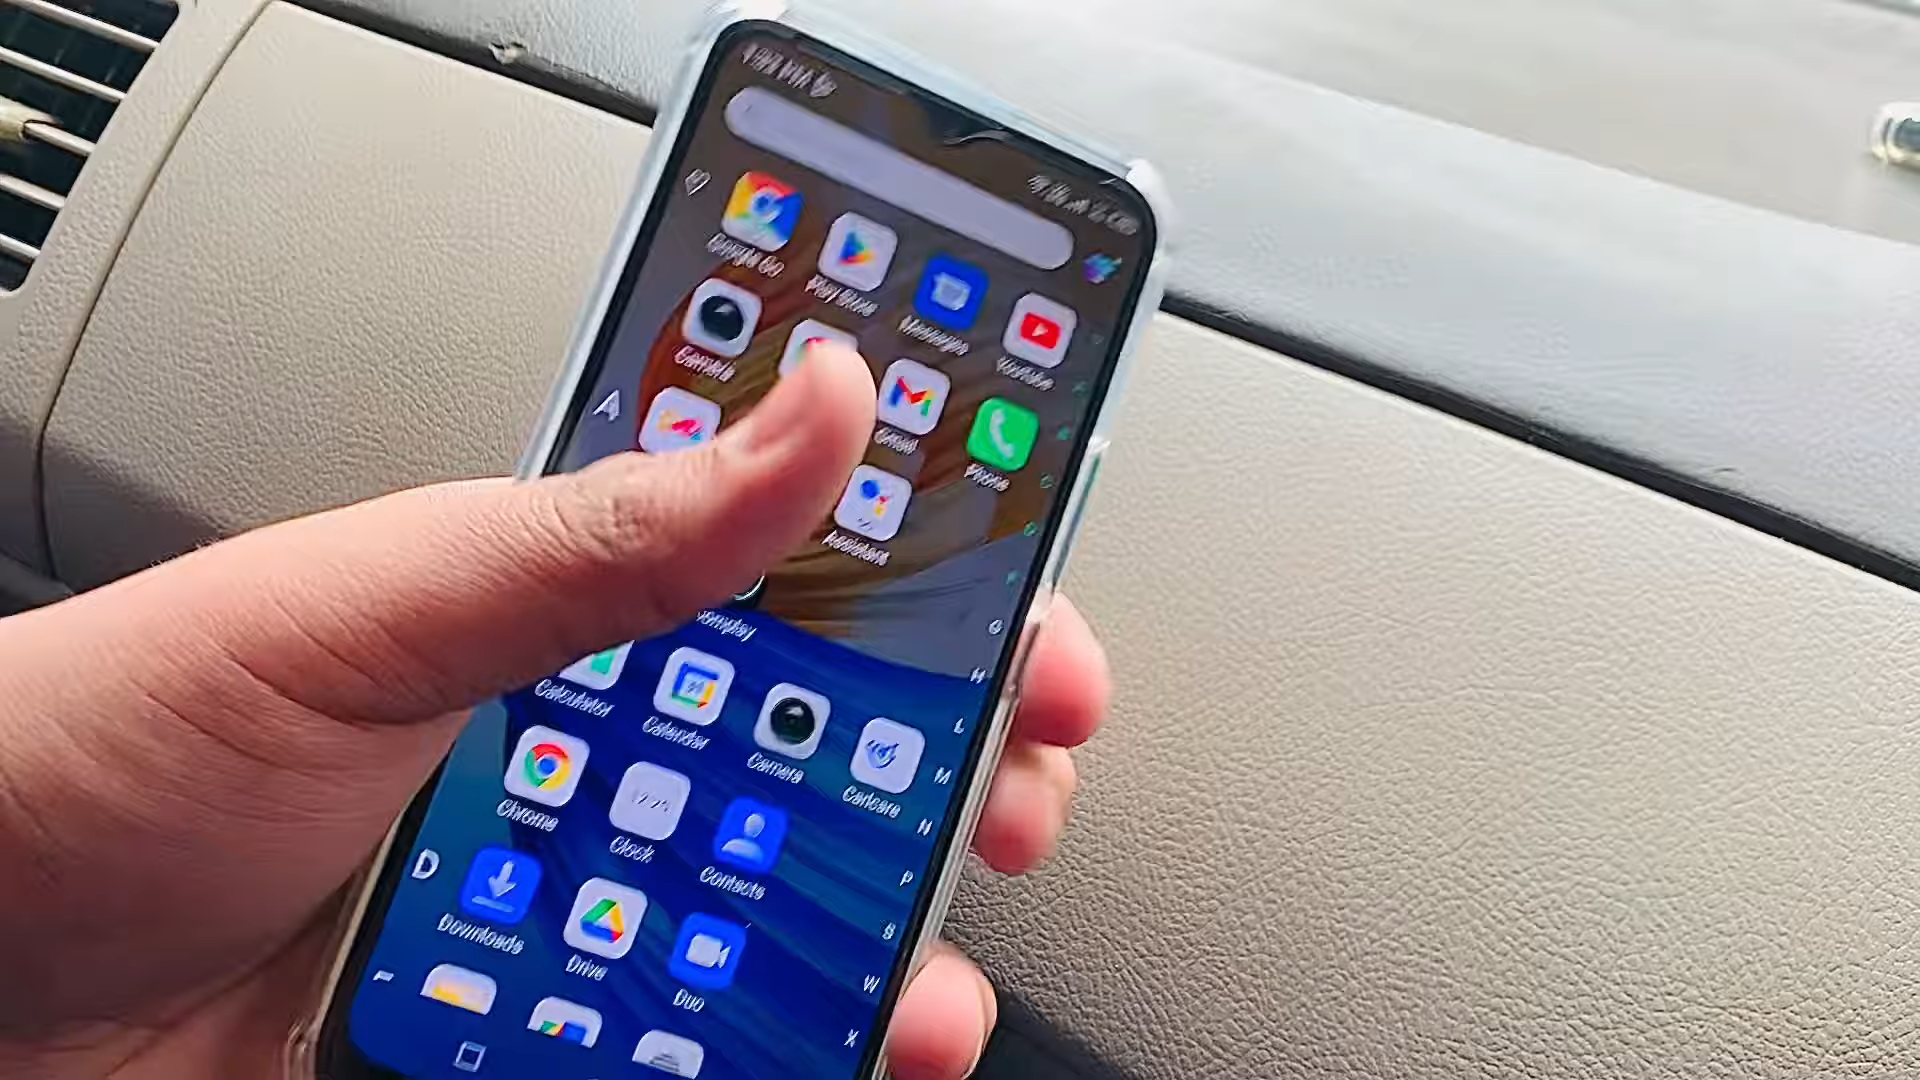 Google Go
Play Store
Messages
Youtube
Camera
Gmail
Phone
A
Assistant
Calculator
Calendar
Camera
Carlcare
Chrome
Clock
Contacts
D
Downloads
Drive
Duo
F
G
H
L
M
N
P
S
W
X